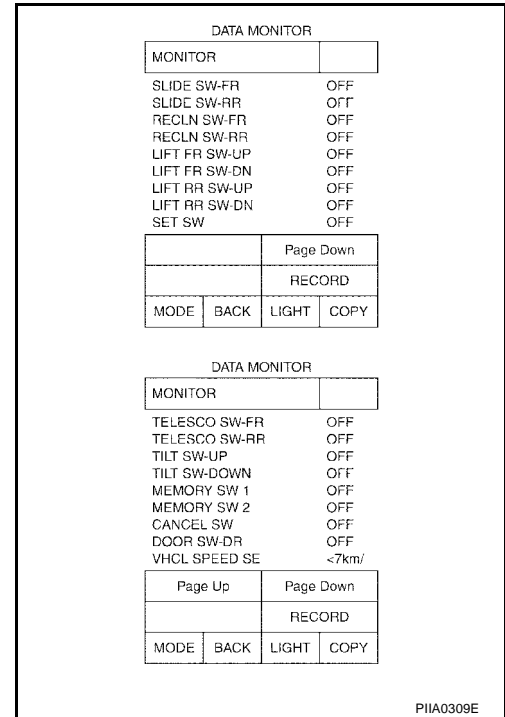 DATA MONITOR
MONITOR
SLIDE SW-FR OFF
SLIDE SW-RR OFF
RECLN SW-FR OFF
RECLN SW-RR OFF
LIFT FR SW-UP OFF
LIFT FR SW-DN OFF
LIFT RR SW-UP OFF
LIFT RR SW-DN OFF
SET SW OFF
Page Down
RECORD
MODE BACK LIGHT COPY
DATA MONITOR
MONITOR
TELESCO SW-FR OFF
TELESCO SW-RR OFF
TILT SW-UP OFF
TILT SW-DOWN OFF
MEMORY SW 1 OFF
MEMORY SW 2 OFF
CANCEL SW OFF
DOOR SW-DR OFF
VHCL SPEED SE <7km/
Page Up Page Down
RECORD
MODE BACK LIGHT COPY
PIIA0309E